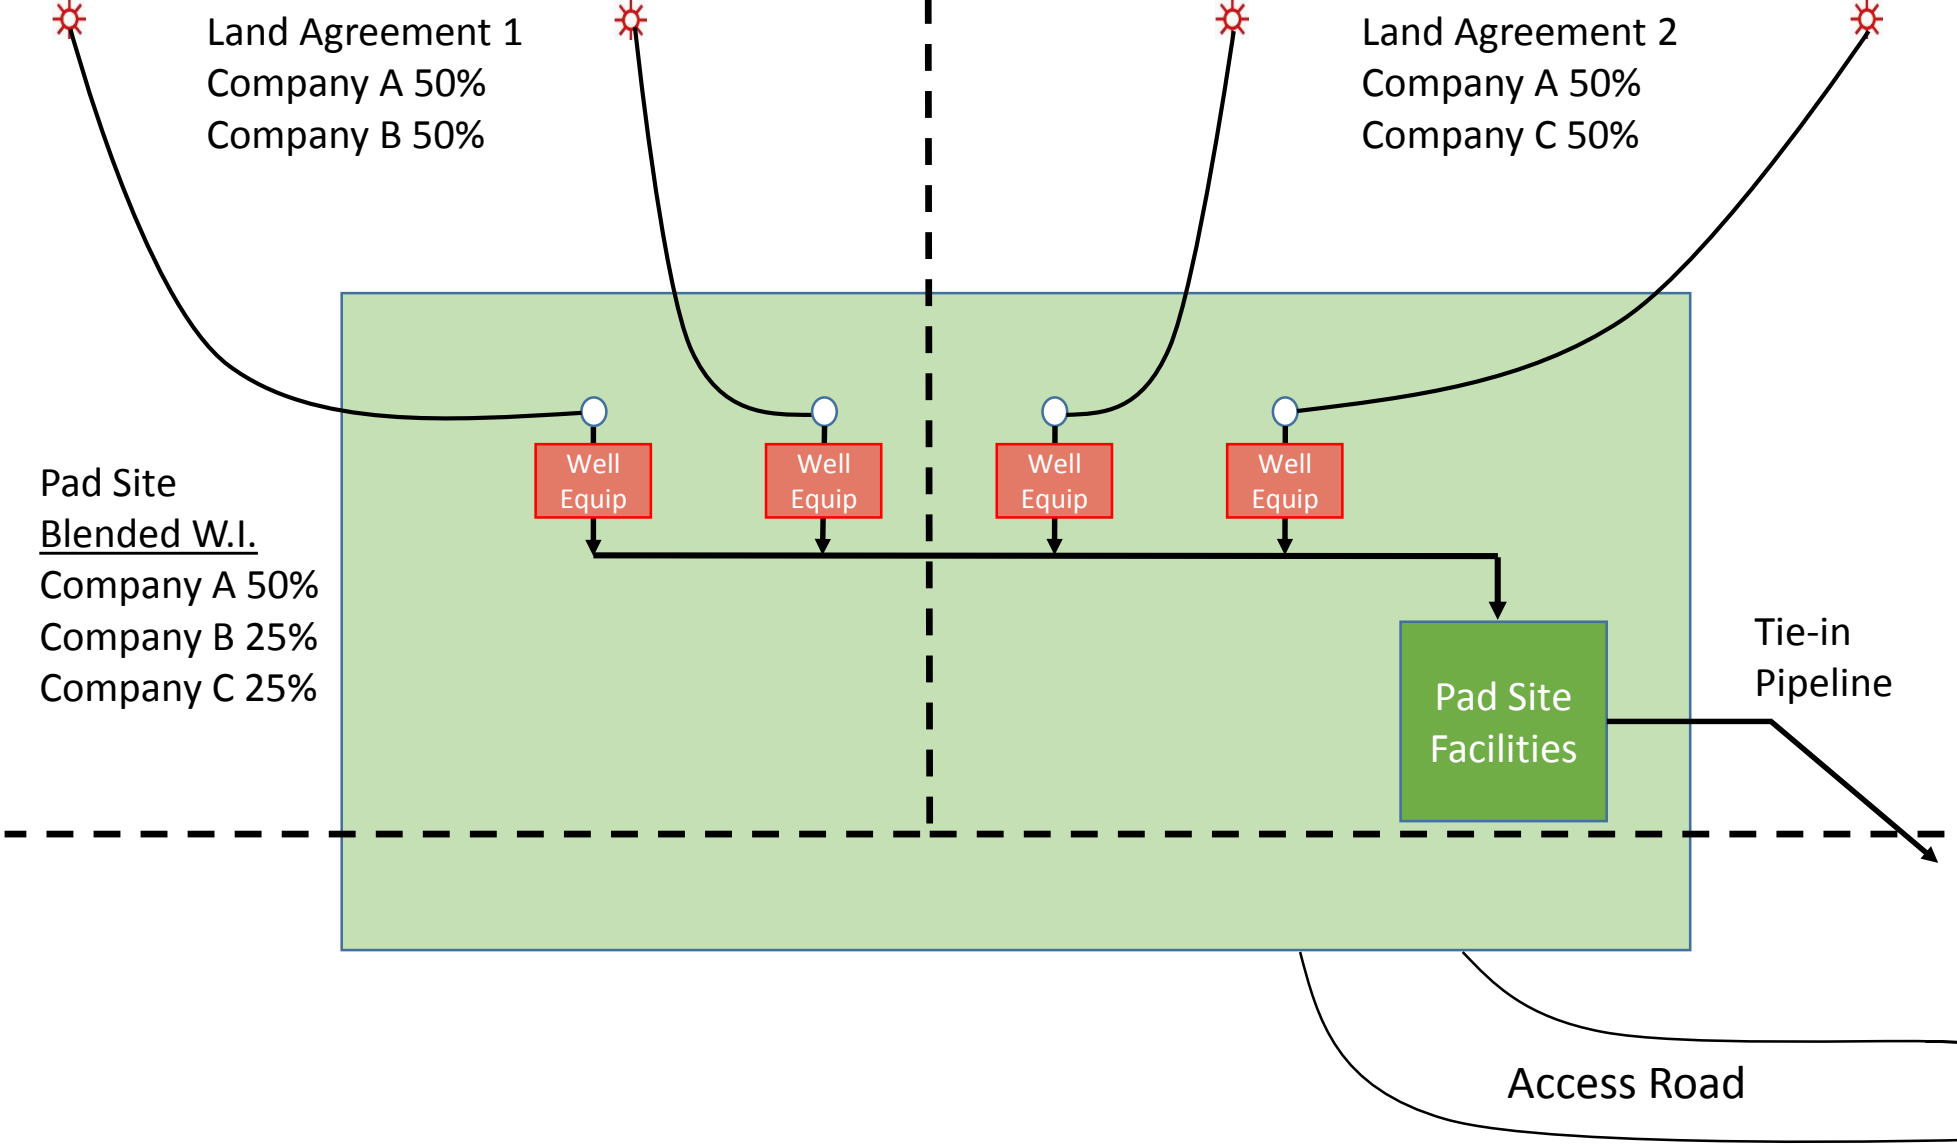 Land Agreement 1
Company A 50%
Company B 50%
Land Agreement 2
Company A 50%
Company C 50%
Well
Equip
Well
Equip
Well
Equip
Well
Equip
Pad Site
Blended W.I.
Company A 50%
Company B 25%
Company C 25%
Pad Site
Facilities
Tie-in
Pipeline
Access Road